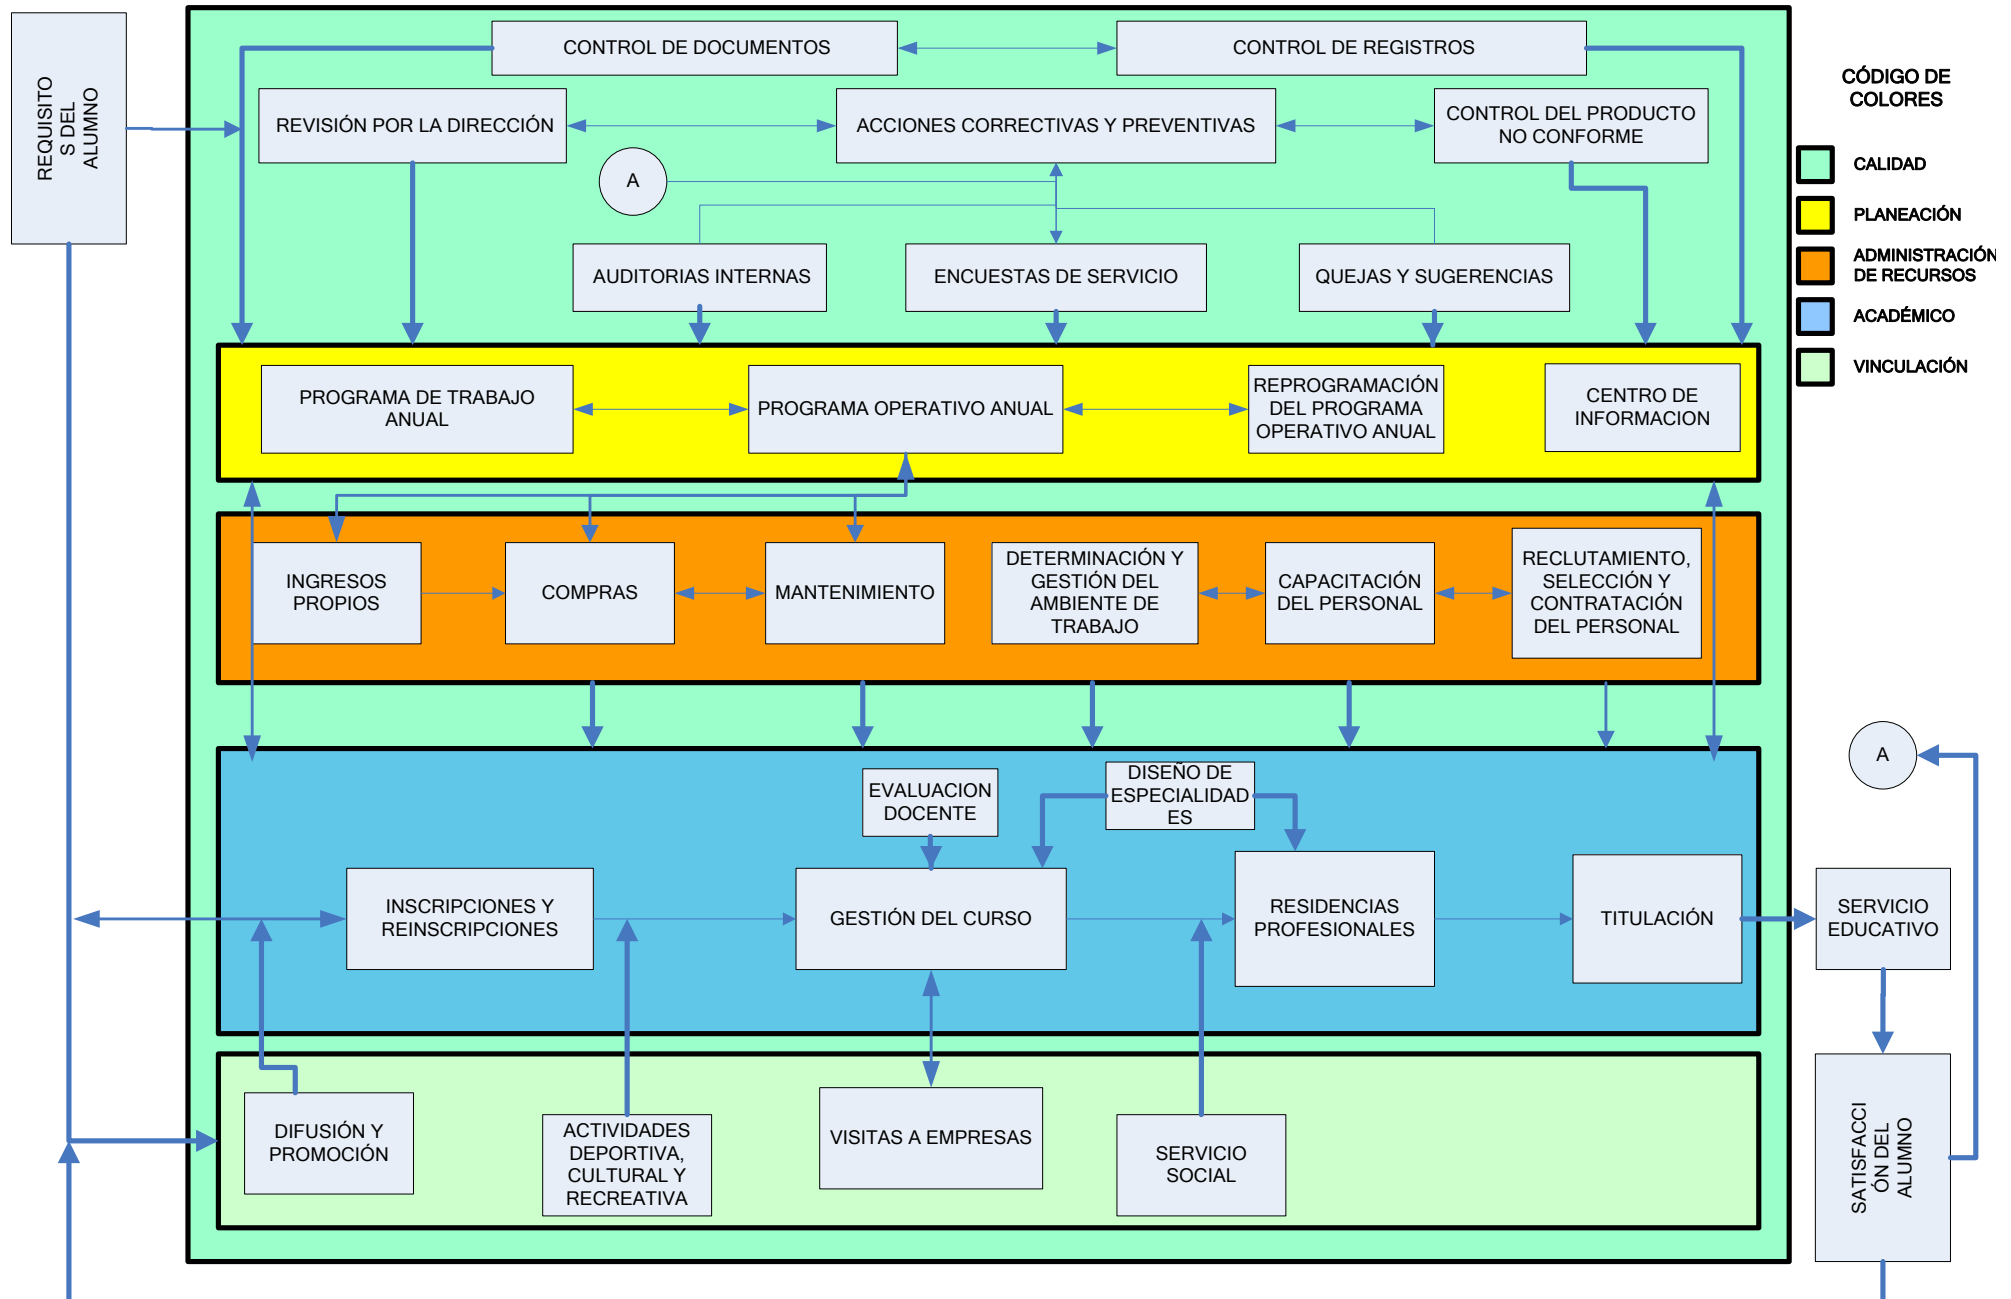 CONTROL DE DOCUMENTOS
CONTROL DE REGISTROS
REQUISITO
S DEL
ALUMNO
CÓDIGO DE
COLORES
REVISIÓN POR LA DIRECCIÓN
ACCIONES CORRECTIVAS Y PREVENTIVAS
CONTROL DEL PRODUCTO
NO CONFORME
CALIDAD
A
PLANEACIÓN
AUDITORIAS INTERNAS
ENCUESTAS DE SERVICIO
QUEJAS Y SUGERENCIAS
ADMINISTRACIÓN
DE RECURSOS
ACADÉMICO
VINCULACIÓN
PROGRAMA DE TRABAJO
ANUAL
PROGRAMA OPERATIVO ANUAL
REPROGRAMACIÓN
DEL PROGRAMA
OPERATIVO ANUAL
CENTRO DE
INFORMACION
INGRESOS
PROPIOS
COMPRAS
MANTENIMIENTO
DETERMINACIÓN Y
GESTIÓN DEL
AMBIENTE DE
TRABAJO
CAPACITACIÓN
DEL PERSONAL
RECLUTAMIENTO,
SELECCIÓN Y
CONTRATACIÓN
DEL PERSONAL
A
EVALUACION
DOCENTE
DISEÑO DE
ESPECIALIDAD
ES
INSCRIPCIONES Y
REINSCRIPCIONES
GESTIÓN DEL CURSO
RESIDENCIAS
PROFESIONALES
TITULACIÓN
SERVICIO
EDUCATIVO
DIFUSIÓN Y
PROMOCIÓN
ACTIVIDADES
DEPORTIVA,
CULTURAL Y
RECREATIVA
VISITAS A EMPRESAS
SERVICIO
SOCIAL
SATISFACCI
ÓN DEL
ALUMNO